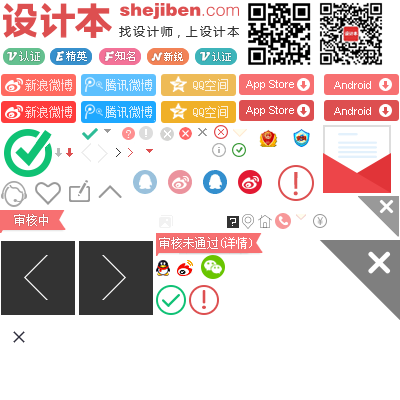 设计本 shejiben.com
找设计师,上设计本
V认证 E精英 F知名 N新锐 V认证
新浪微博 腾讯微博 QQ空间 App Store Android
新浪微博 腾讯微博 QQ空间 App Store Android
审核中
审核未通过(详情)